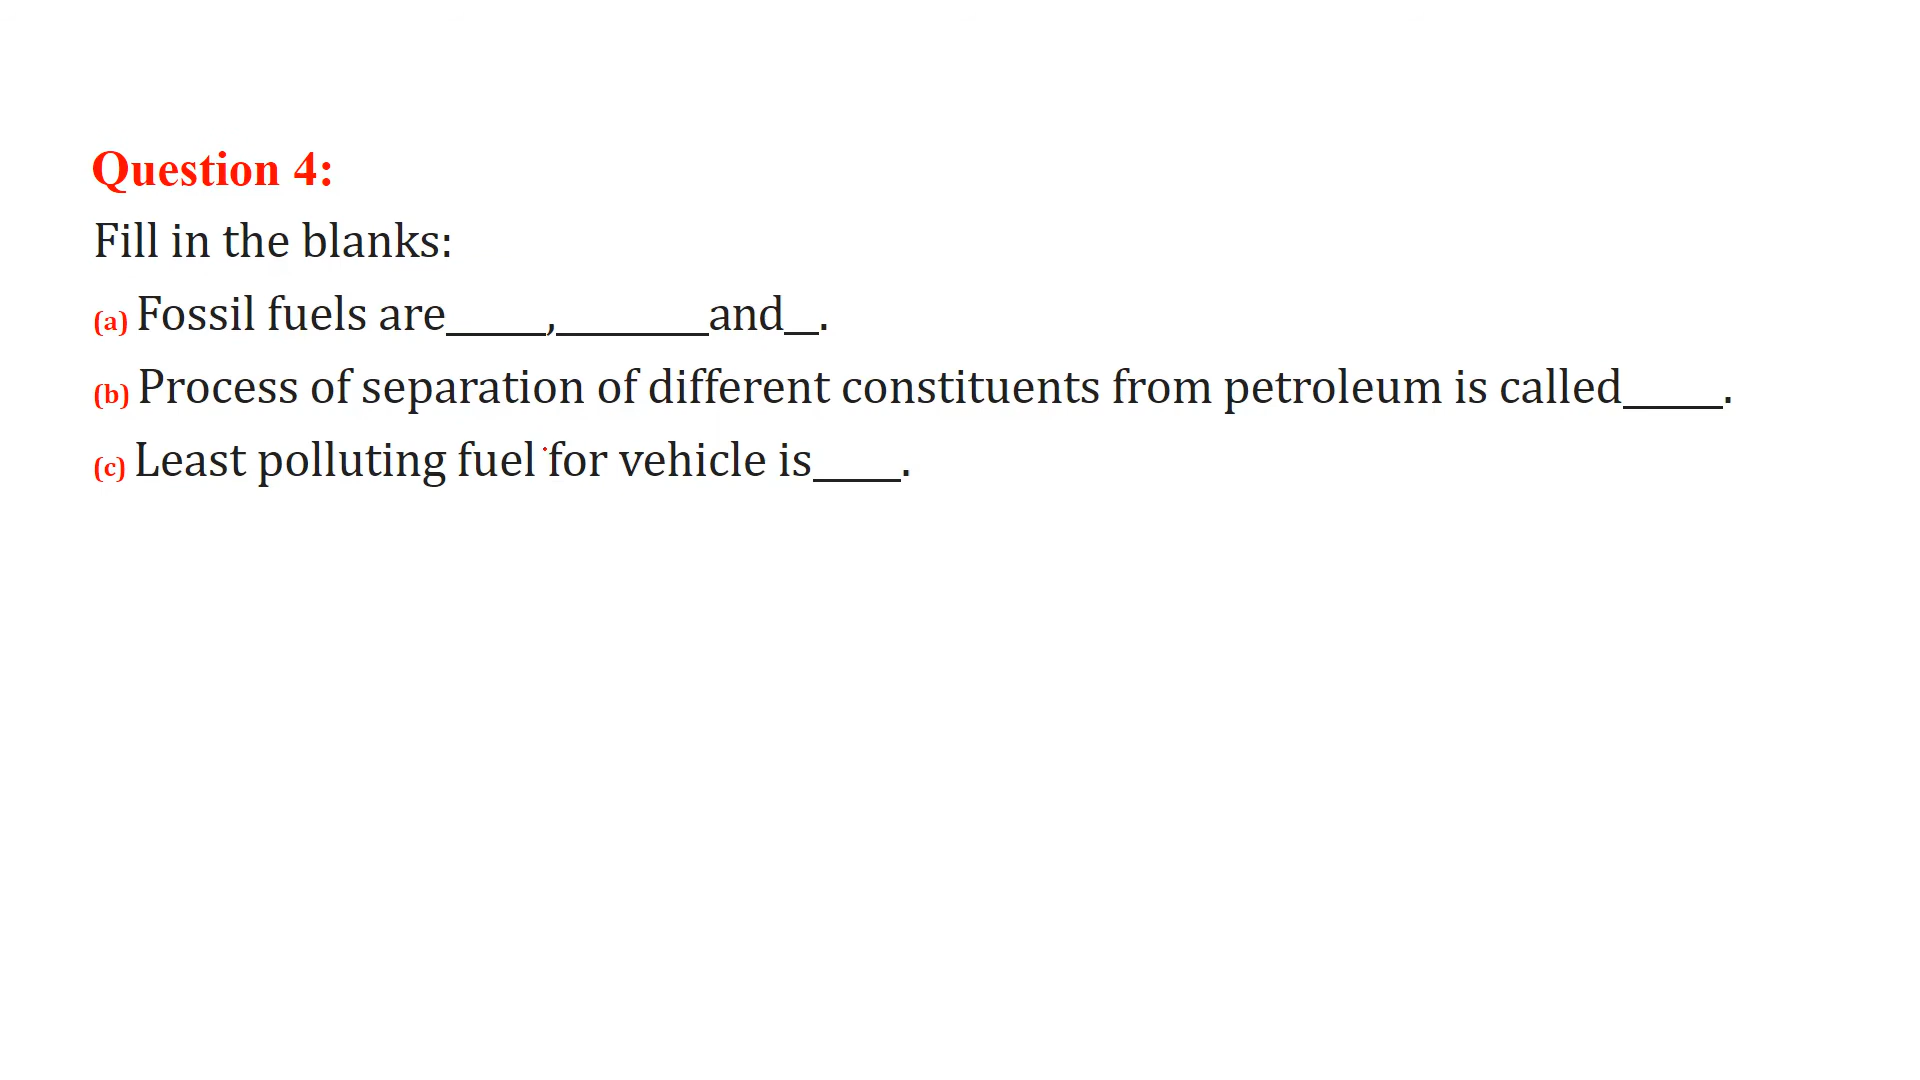 Question 4:
Fill in the blanks:
(a) Fossil fuels are_____,_______and__.
(b) Process of separation of different constituents from petroleum is called_____.
(c) Least polluting fuel for vehicle is____.